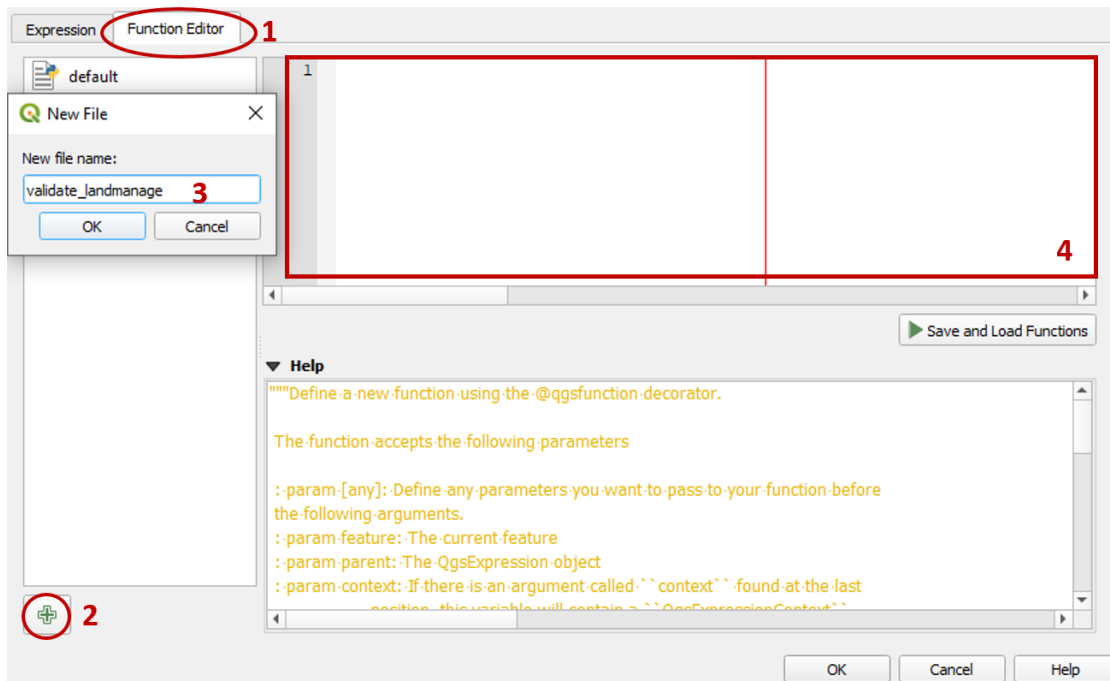 Expression
Function Editor
1
default
1
New File
New file name:
validate_landmanage
3
OK
Cancel
4
Save and Load Functions
Help
"""Define·a·new·function·using·the·@qgsfunction·decorator.
The·function·accepts·the·following·parameters
:·param·[any]:·Define·any·parameters·you·want·to·pass·to·your·function·before
the·following·arguments.
:·param·feature:·The·current·feature
:·param·parent:·The·QgsExpression·object
:·param·context:·If·there·is·an·argument·called·``context``·found·at·the·last
position,·this·variable·will·contain·a·``QgsExpressionContext``
2
OK
Cancel
Help